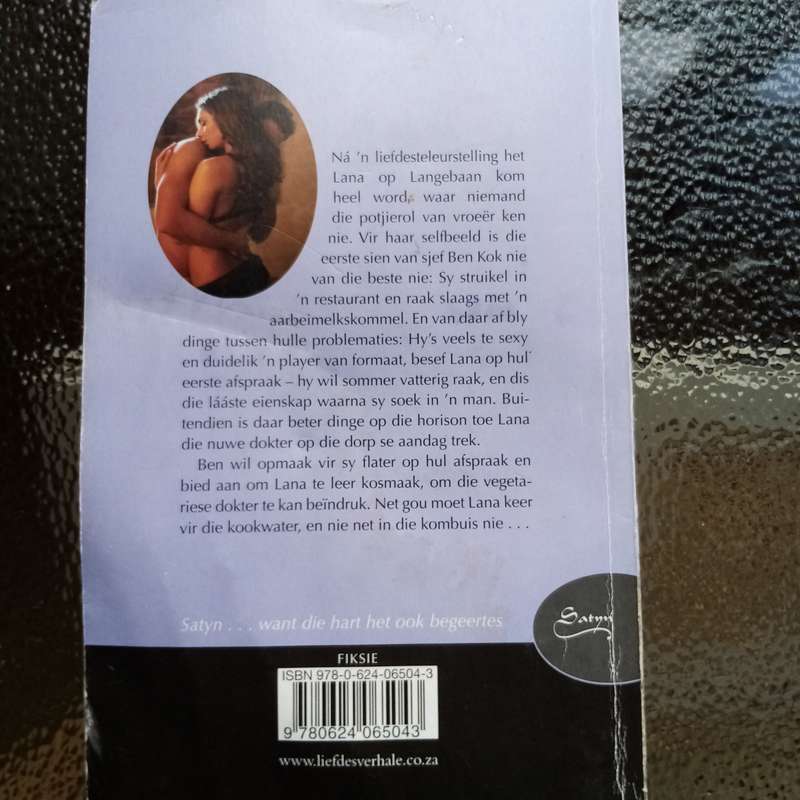 Ná 'n liefdesteleurstelling het
Lana op Langebaan kom
heel word, waar niemand
die potjierol van vroeër ken
nie. Vir haar selfbeeld is die
eerste sien van sjef Ben Kok nie
van die beste nie: Sy struikel in
'n restaurant en raak slaags met 'n
aarbeimelkskommel. En van daar af bly
dinge tussen hulle problematies: Hy's veels te sexy
en duidelik 'n player van formaat, besef Lana op hul
eerste afspraak – hy wil sommer vatterig raak, en dis
die lááste eienskap waarna sy soek in 'n man. Bui-
tendien is daar beter dinge op die horison toe Lana
die nuwe dokter op die dorp se aandag trek.
Ben wil opmaak vir sy flater op hul afspraak en
bied aan om Lana te leer kosmaak, om die vegeta-
riese dokter te kan beïndruk. Net gou moet Lana keer
vir die kookwater, en nie net in die kombuis nie . . .
Satyn . . . want die hart het ook begeertes
Satyn
FIKSIE
ISBN 978-0-624-06504-3
9 780624 065043
www.liefdesverhale.co.za